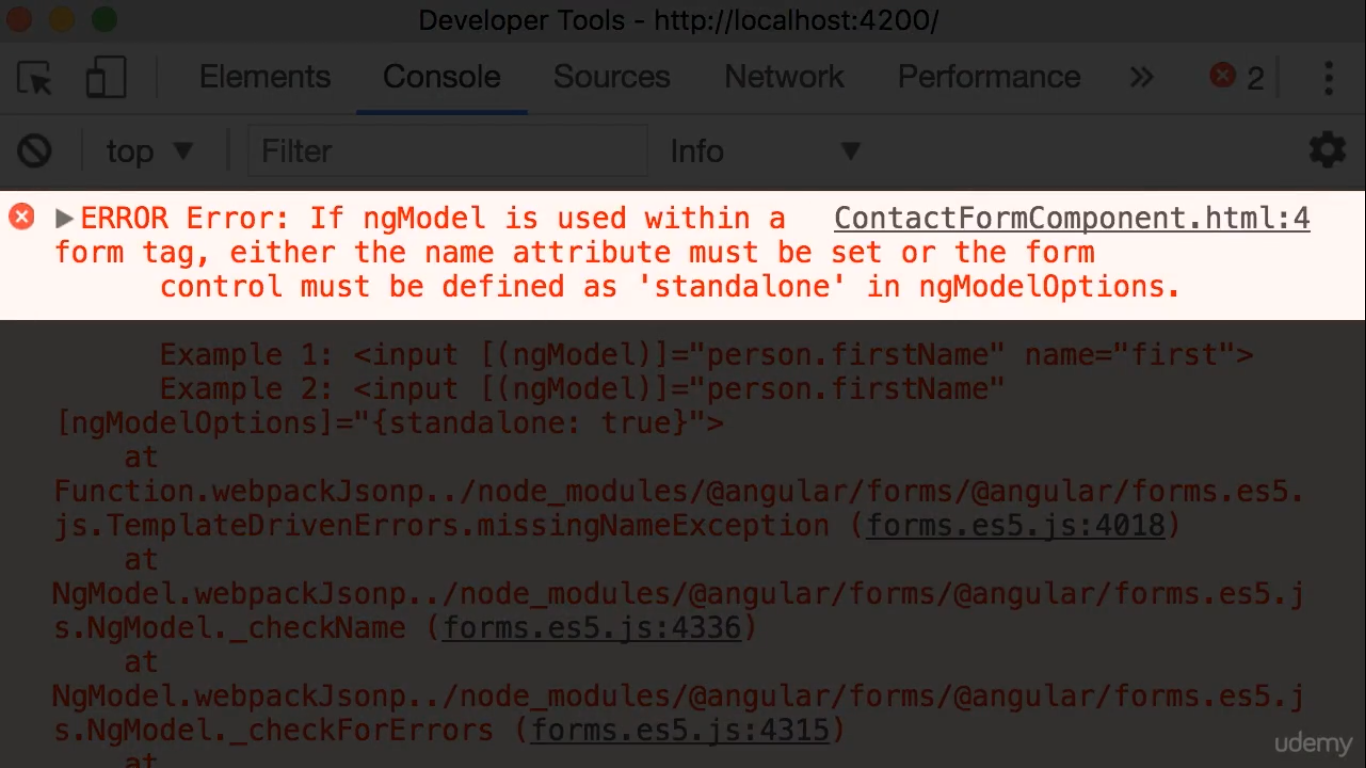 Developer Tools - http://localhost:4200/
Elements Console Sources Network Performance » 2
top ▼ Filter Info ▼
ERROR Error: If ngModel is used within a ContactFormComponent.html:4
form tag, either the name attribute must be set or the form
control must be defined as 'standalone' in ngModelOptions.
Example 1: <input [(ngModel)]="person.firstName" name="first">
Example 2: <input [(ngModel)]="person.firstName"
[ngModelOptions]="{standalone: true}">
at
Function.webpackJsonp../node_modules/@angular/forms/@angular/forms.es5.
js.TemplateDrivenErrors.missingNameException (forms.es5.js:4018)
at
NgModel.webpackJsonp../node_modules/@angular/forms/@angular/forms.es5.j
s.NgModel._checkName (forms.es5.js:4336)
at
NgModel.webpackJsonp../node_modules/@angular/forms/@angular/forms.es5.j
s.NgModel._checkForErrors (forms.es5.js:4315)
at
udemy